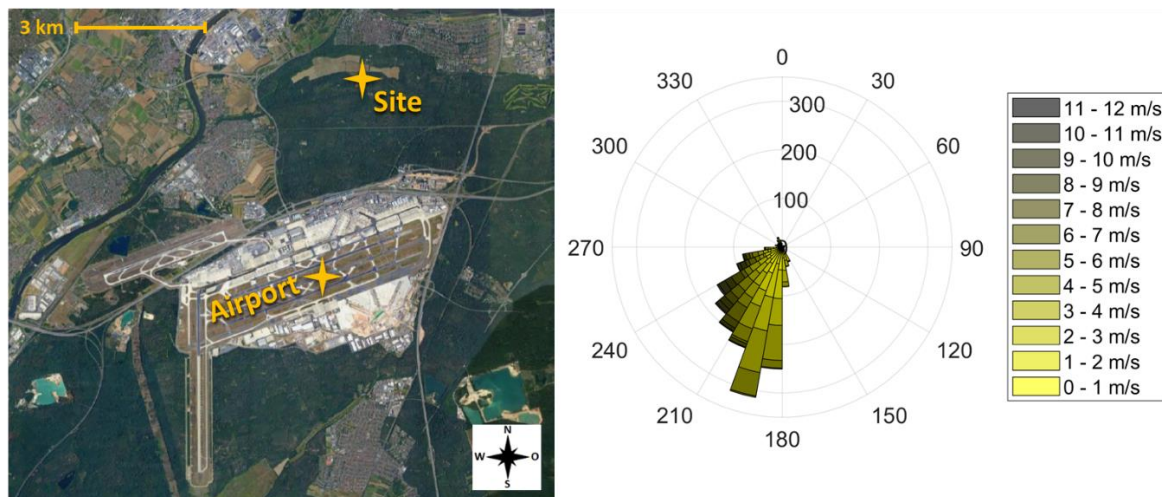 3 km
Site
Airport
N
W O
S
0
330 30
300
300 60
200
100
270 0 90
240 120
210 150
180
11 - 12 m/s
10 - 11 m/s
9 - 10 m/s
8 - 9 m/s
7 - 8 m/s
6 - 7 m/s
5 - 6 m/s
4 - 5 m/s
3 - 4 m/s
2 - 3 m/s
1 - 2 m/s
0 - 1 m/s